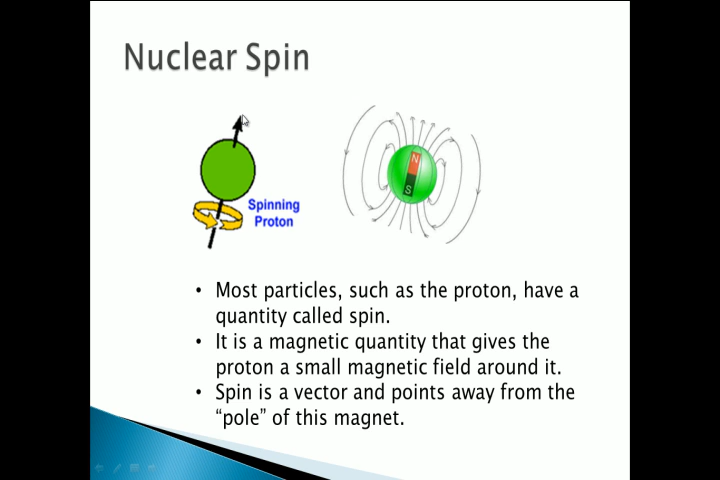 Nuclear Spin
Spinning
Proton
N
S
• Most particles, such as the proton, have a
quantity called spin.
• It is a magnetic quantity that gives the
proton a small magnetic field around it.
• Spin is a vector and points away from the
“pole” of this magnet.